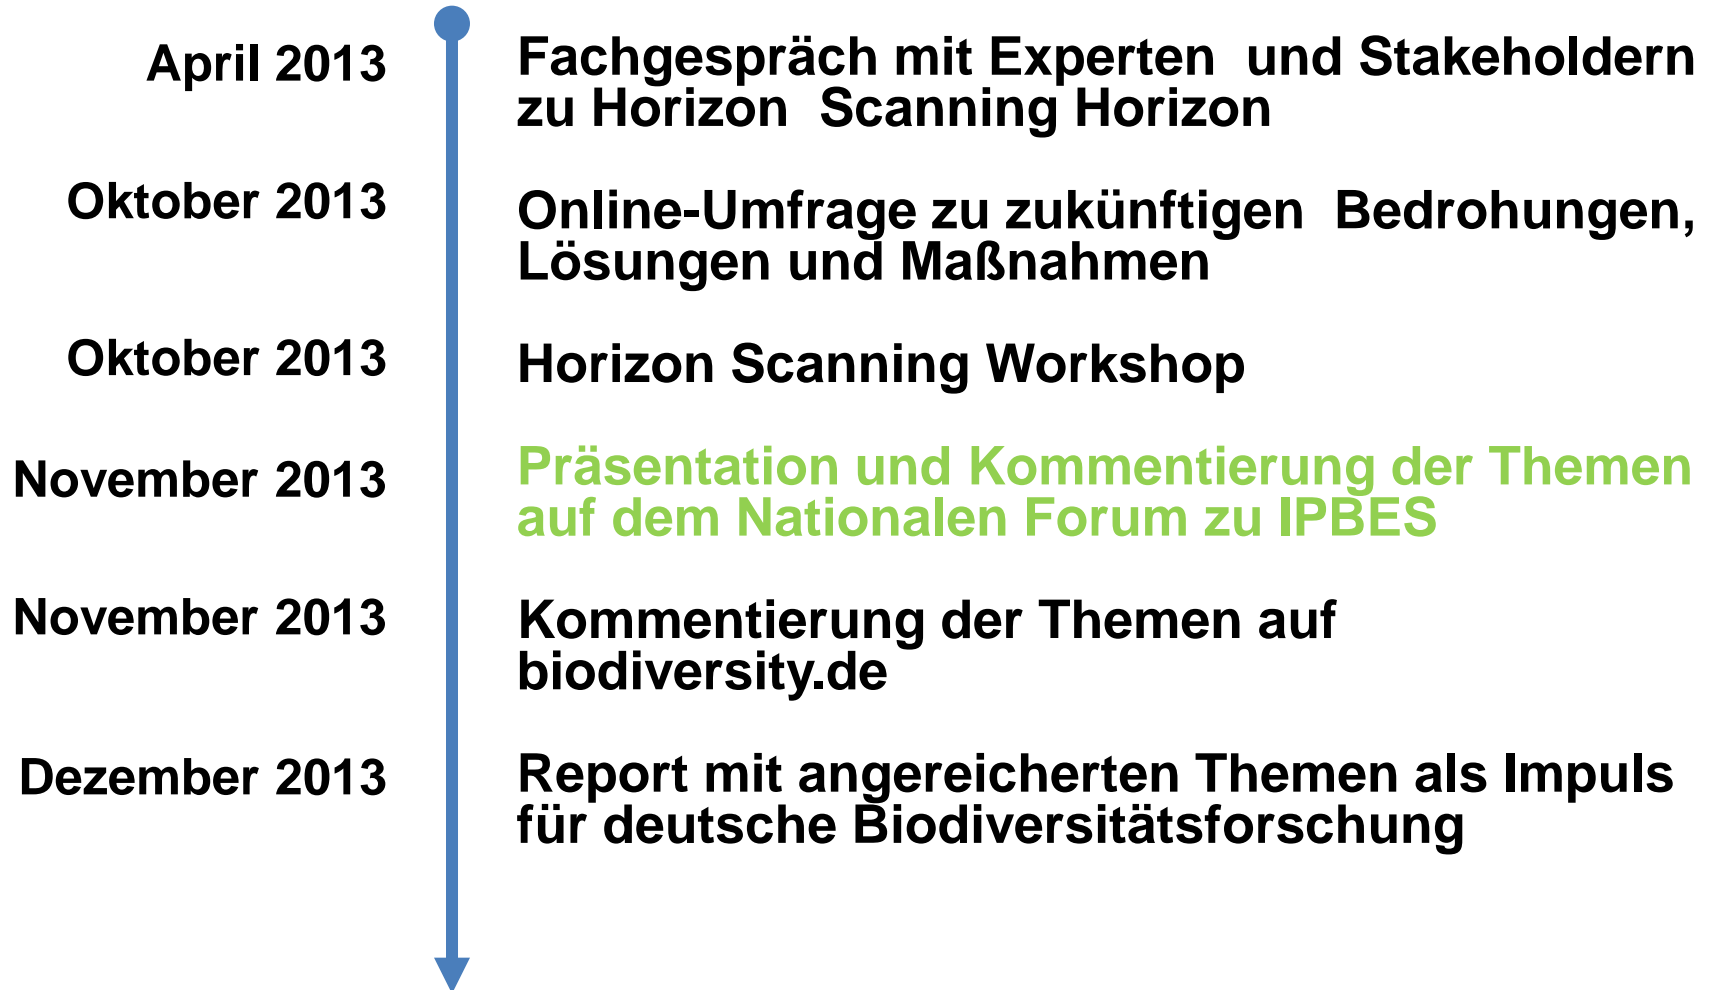 April 2013
Fachgespräch mit Experten und Stakeholdern
zu Horizon Scanning Horizon
Oktober 2013
Online-Umfrage zu zukünftigen Bedrohungen,
Lösungen und Maßnahmen
Oktober 2013
Horizon Scanning Workshop
November 2013
Präsentation und Kommentierung der Themen
auf dem Nationalen Forum zu IPBES
November 2013
Kommentierung der Themen auf
biodiversity.de
Dezember 2013
Report mit angereicherten Themen als Impuls
für deutsche Biodiversitätsforschung